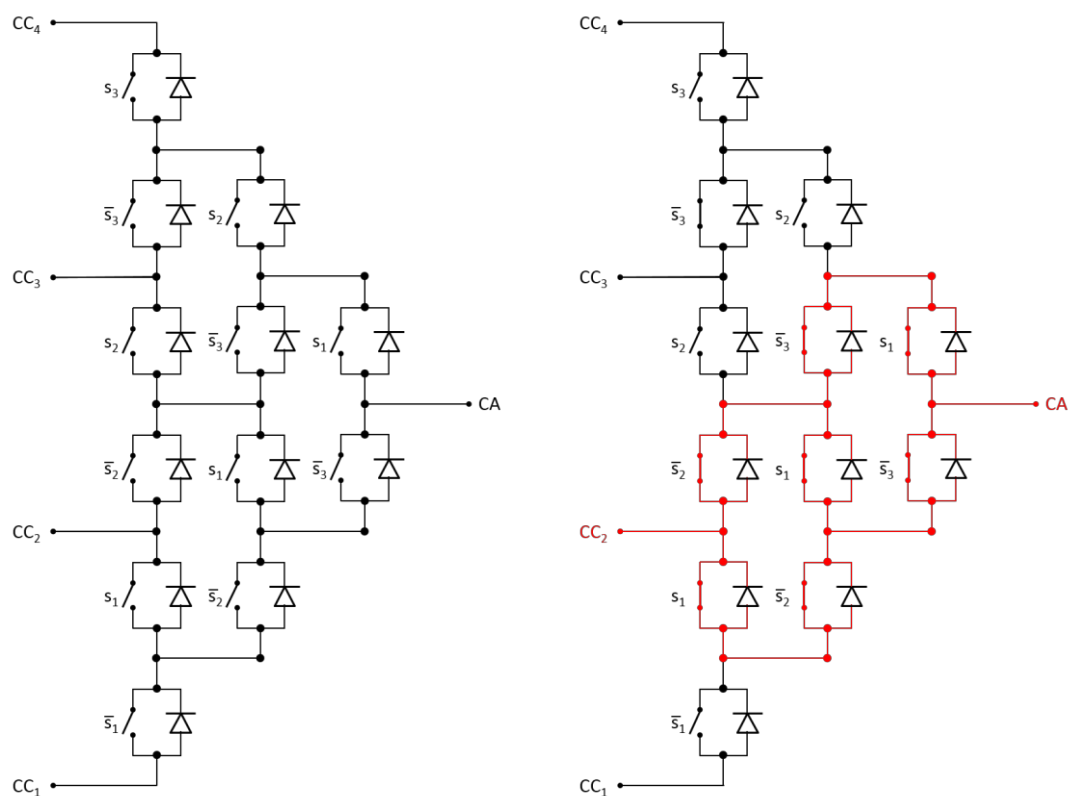 CC₄ CC₄
s₃ s₃
s̅₃ s₂ s̅₃ s₂
CC₃ CC₃
s₂ s̅₃ s₁ s₂ s̅₃ s₁
CA CA
s̅₂ s₁ s̅₃ s̅₂ s₁ s̅₃
CC₂ CC₂
s₁ s̅₂ s₁ s̅₂
s̅₁ s̅₁
CC₁ CC₁